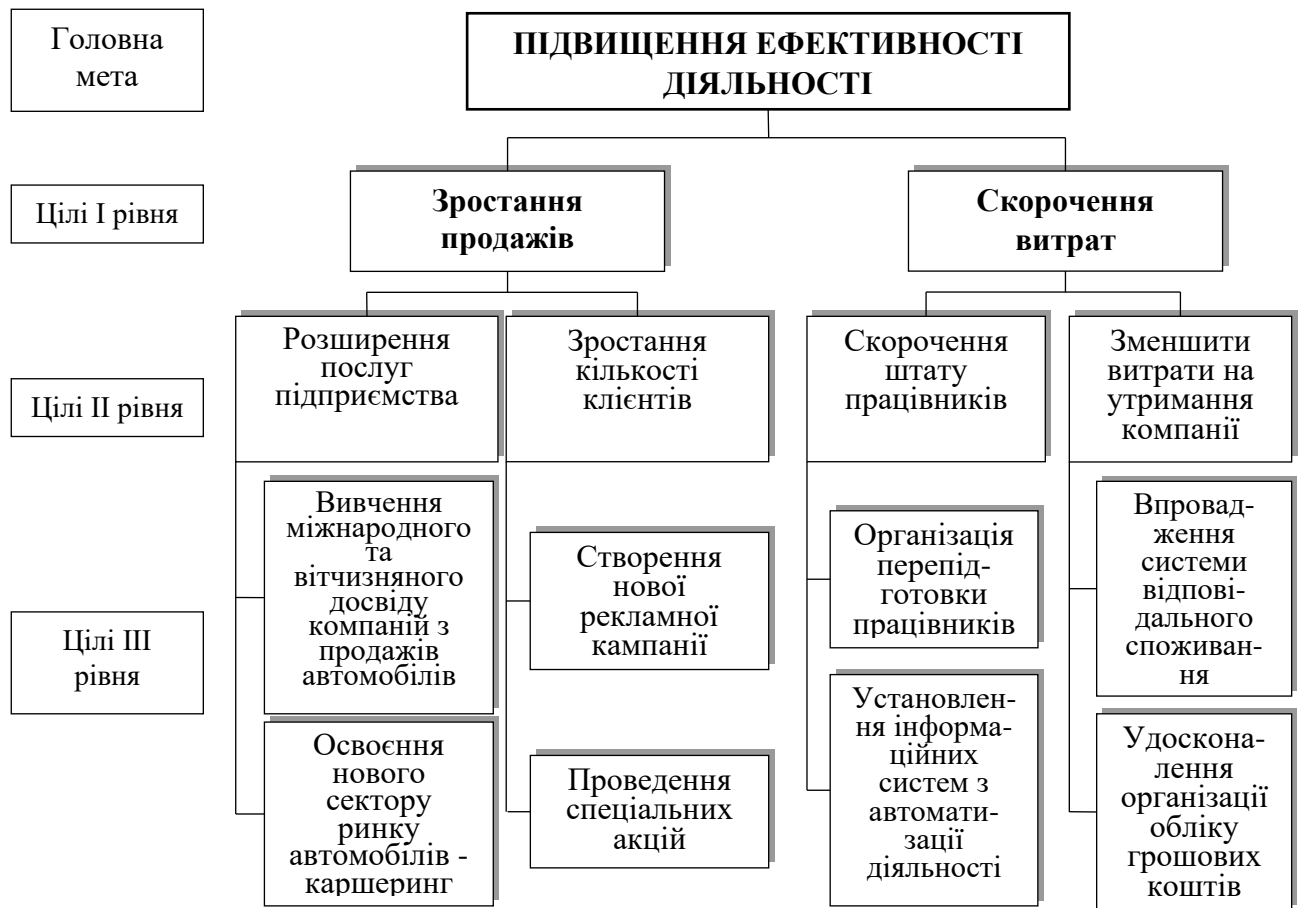 Головна
мета
ПІДВИЩЕННЯ ЕФЕКТИВНОСТІ
ДІЯЛЬНОСТІ
Цілі I рівня
Зростання
продажів
Скорочення
витрат
Цілі II рівня
Розширення
послуг
підприємства
Зростання
кількості
клієнтів
Скорочення
штату
працівників
Зменшити
витрати на
утримання
компанії
Цілі III
рівня
Вивчення
міжнародного
та
вітчизняного
досвіду
компаній з
продажів
автомобілів
Створення
нової
рекламної
кампанії
Організація
перепід-
готовки
працівників
Впровад-
ження
системи
відпові-
дального
споживан-
ня
Освоєння
нового
сектору
ринку
автомобілів -
каршеринг
Проведення
спеціальних
акцій
Установлен-
ня інформа-
ційних
систем з
автомати-
зації
діяльності
Удоскона-
лення
організації
обліку
грошових
коштів